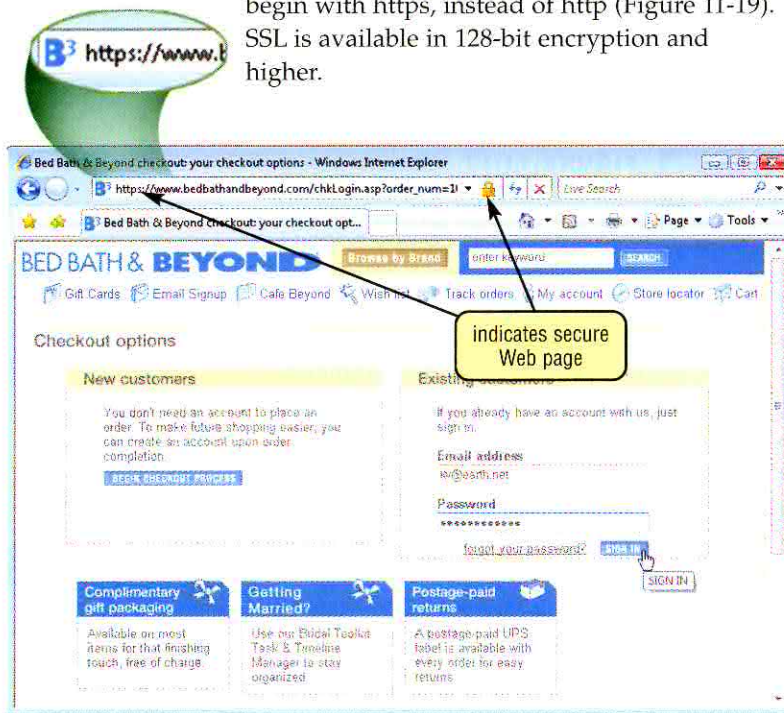 begin with https, instead of http (Figure 11-19).
SSL is available in 128-bit encryption and
higher.
B3 https://www.b
Bed Bath & Beyond checkout: your checkout options - Windows Internet Explorer
B3 https://www.bedbathandbeyond.com/chkLogin.asp?order_num=1 Live Search
B3 Bed Bath & Beyond Checkout: your checkout opt... Page Tools
BED BATH & BEYOND Browse by Brand enter keyword SEARCH
Gift Cards Email Signup Cafe Beyond Wish list Track orders My account Store locator Cart
indicates secure
Web page
Checkout options
New customers
You don't need an account to place an
order. To make future shopping easier, you
can create an account upon order
completion.
BEGIN CHECKOUT PROCESS
Existing customers
If you already have an account with us, just
sign in.
Email address
@earth.net
Password
************
forgot your password? SIGN IN
SIGN IN
Complimentary
gift packaging
Available on most
items for that finishing
touch, free of charge.
Getting
Married?
Use our Bridal Toolkit
Task & Timeline
Manager to stay
organized
Postage-paid
returns
A postage-paid UPS
label is available with
every order for easy
returns